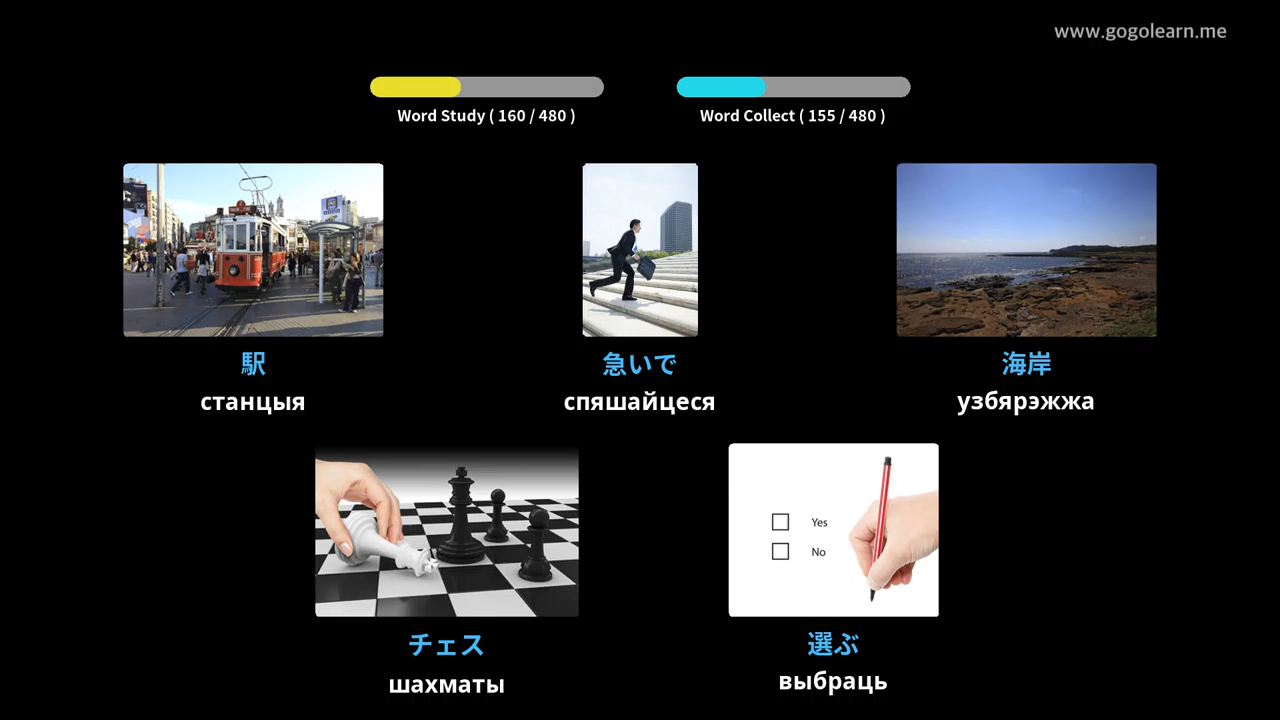 www.gogolearn.me
Word Study ( 160 / 480 )
Word Collect ( 155 / 480 )
駅
станцыя
急いで
спяшайцеся
海岸
узбярэжжа
Yes
No
チェス
шахматы
選ぶ
выбраць